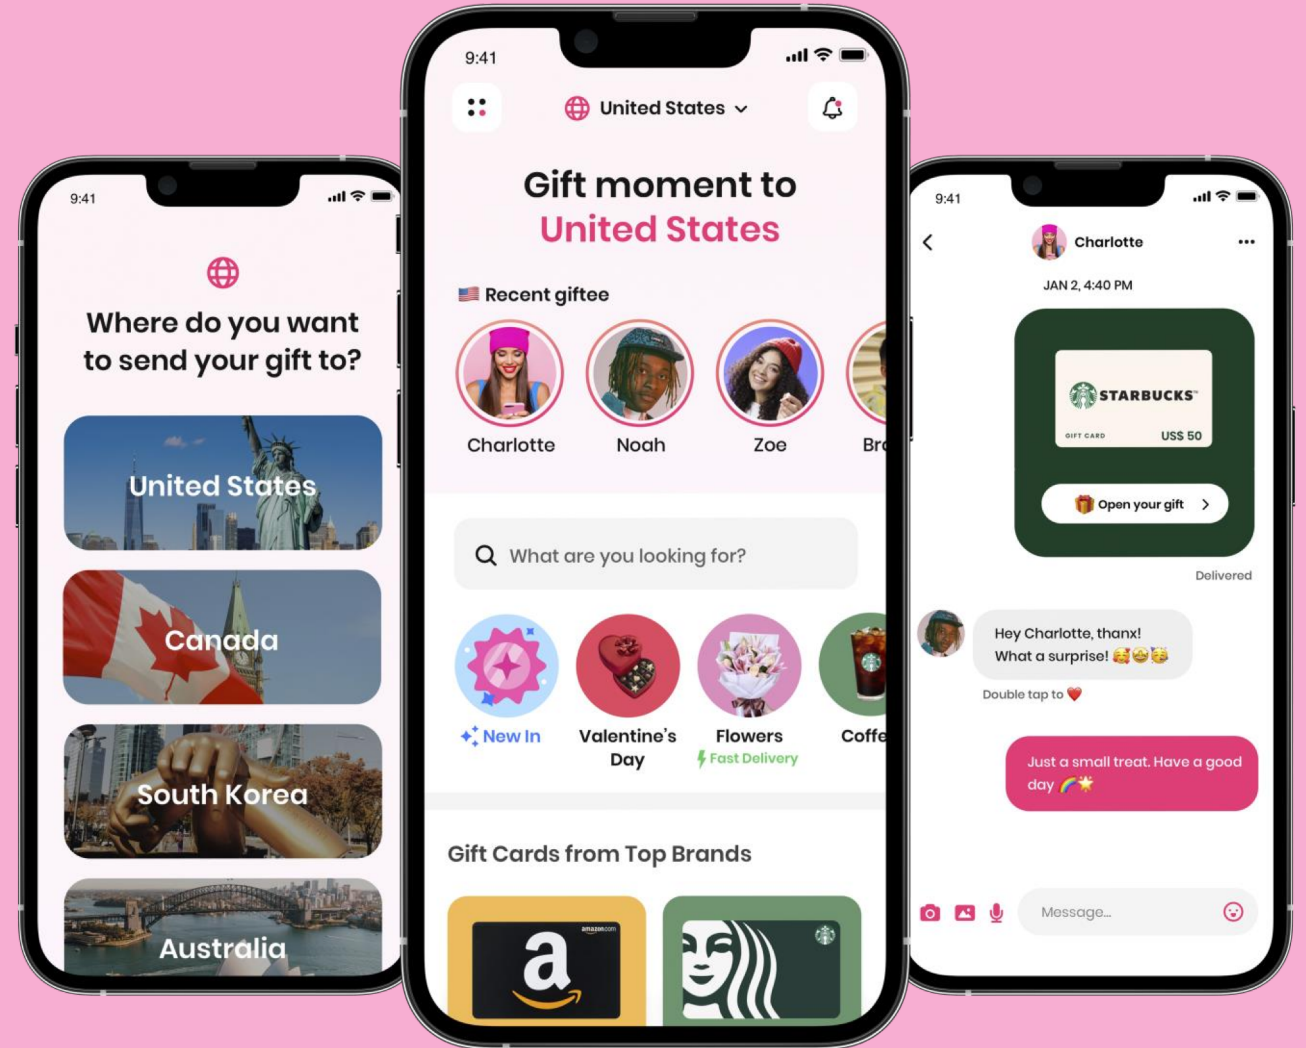 9:41
Where do you want
to send your gift to?
United States
Canada
South Korea
Australia
9:41
United States
Gift moment to
United States
Recent giftee
Charlotte
Noah
Zoe
What are you looking for?
New In
Valentine's
Day
Flowers
Fast Delivery
Coffe
Gift Cards from Top Brands
amazon.com
a
9:41
Charlotte
JAN 2, 4:40 PM
STARBUCKS™
GIFT CARD US$ 50
Open your gift
Delivered
Hey Charlotte, thanx!
What a surprise! 🥰🤩🥳
Double tap to ❤️
Just a small treat. Have a good
day 🌈🌟
Message...